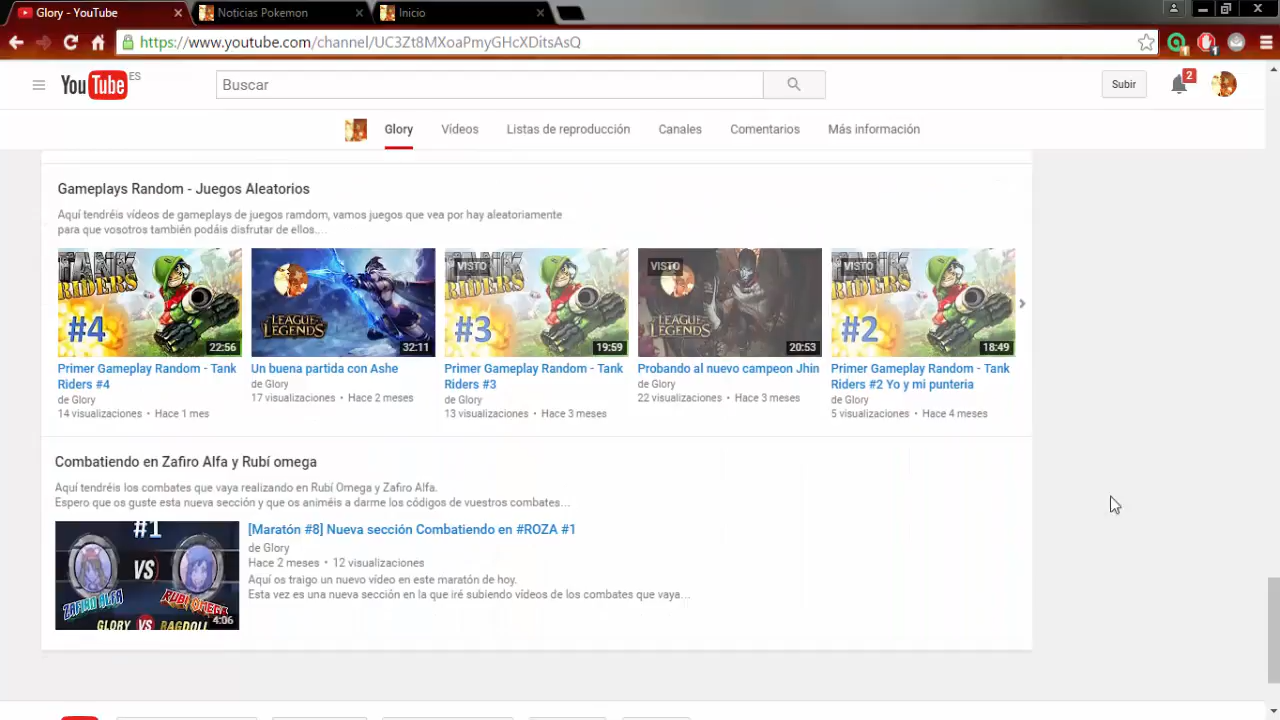 Glory - YouTube
Noticias Pokemon
Inicio
https://www.youtube.com/channel/UC3Zt8MXoaPmyGHcXDitsAsQ
YouTube ES
Buscar
Subir
2
Glory
Vídeos
Listas de reproducción
Canales
Comentarios
Más información
Gameplays Random - Juegos Aleatorios
Aquí tendréis vídeos de gameplays de juegos ramdom, vamos juegos que vea por hay aleatoriamente
para que vosotros también podáis disfrutar de ellos....
TANK
RIDERS
#4
22:56
LEAGUE
LEGENDS
32:11
VISTO
TANK
RIDERS
#3
19:59
VISTO
LEAGUE
LEGENDS
20:53
VISTO
TANK
RIDERS
#2
18:49
Primer Gameplay Random - Tank
Riders #4
de Glory
14 visualizaciones • Hace 1 mes
Un buena partida con Ashe
de Glory
17 visualizaciones • Hace 2 meses
Primer Gameplay Random - Tank
Riders #3
de Glory
13 visualizaciones • Hace 3 meses
Probando al nuevo campeon Jhin
de Glory
22 visualizaciones • Hace 3 meses
Primer Gameplay Random - Tank
Riders #2 Yo y mi punteria
de Glory
5 visualizaciones • Hace 4 meses
Combatiendo en Zafiro Alfa y Rubí omega
Aquí tendréis los combates que vaya realizando en Rubí Omega y Zafiro Alfa.
Espero que os guste esta nueva sección y que os animéis a darme los códigos de vuestros combates...
#1
VS
ZAFIRO ALFA
RUBÍ OMEGA
GLORY VS RAGDOLL
4:06
[Maratón #8] Nueva sección Combatiendo en #ROZA #1
de Glory
Hace 2 meses • 12 visualizaciones
Aquí os traigo un nuevo vídeo en este maratón de hoy.
Esta vez es una nueva sección en la que iré subiendo vídeos de los combates que vaya...